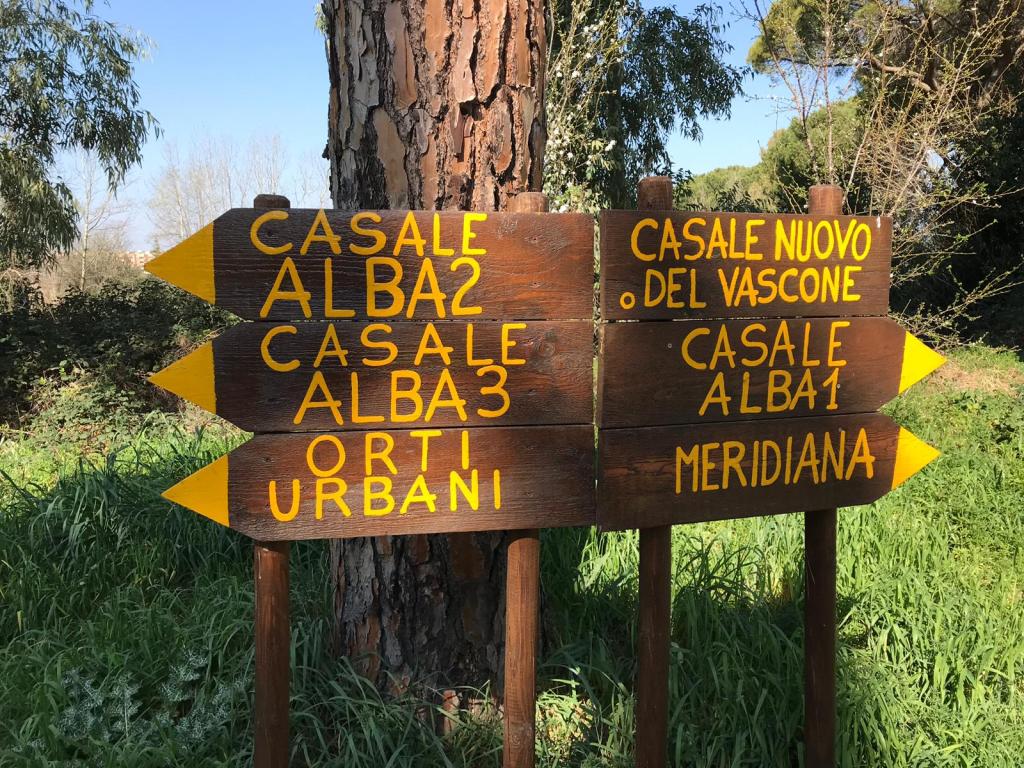 CASALE
ALBA2
CASALE
ALBA3
ORTI
URBANI
CASALE NUOVO
DEL VASCONE
CASALE
ALBA1
MERIDIANA